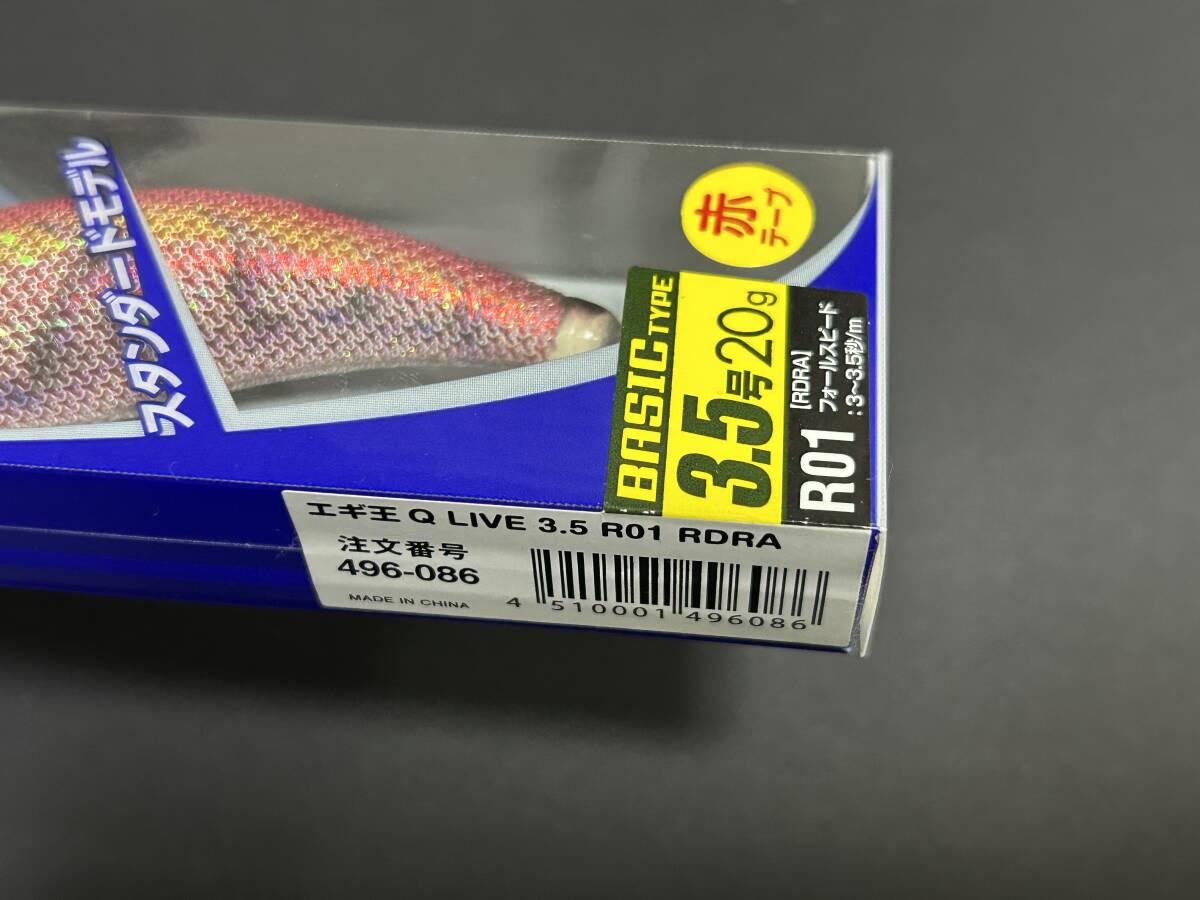 スタンダードモデル
赤
テープ
BASIC TYPE
3.5号20g
R01
[RDRA]
フォールスピード
:3~3.5秒/m
エギ王 Q LIVE 3.5 R01 RDRA
注文番号
496-086
MADE IN CHINA
4 510001 496086